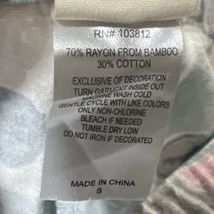 RN# 103812
70% RAYON FROM BAMBOO
30% COTTON
EXCLUSIVE OF DECORATION
TURN GARMENT INSIDE OUT
MACHINE WASH COLD
GENTLE CYCLE WITH LIKE COLORS
ONLY NON-CHLORINE
BLEACH IF NEEDED
TUMBLE DRY LOW
DO NOT IRON
MADE IN CHINA
S